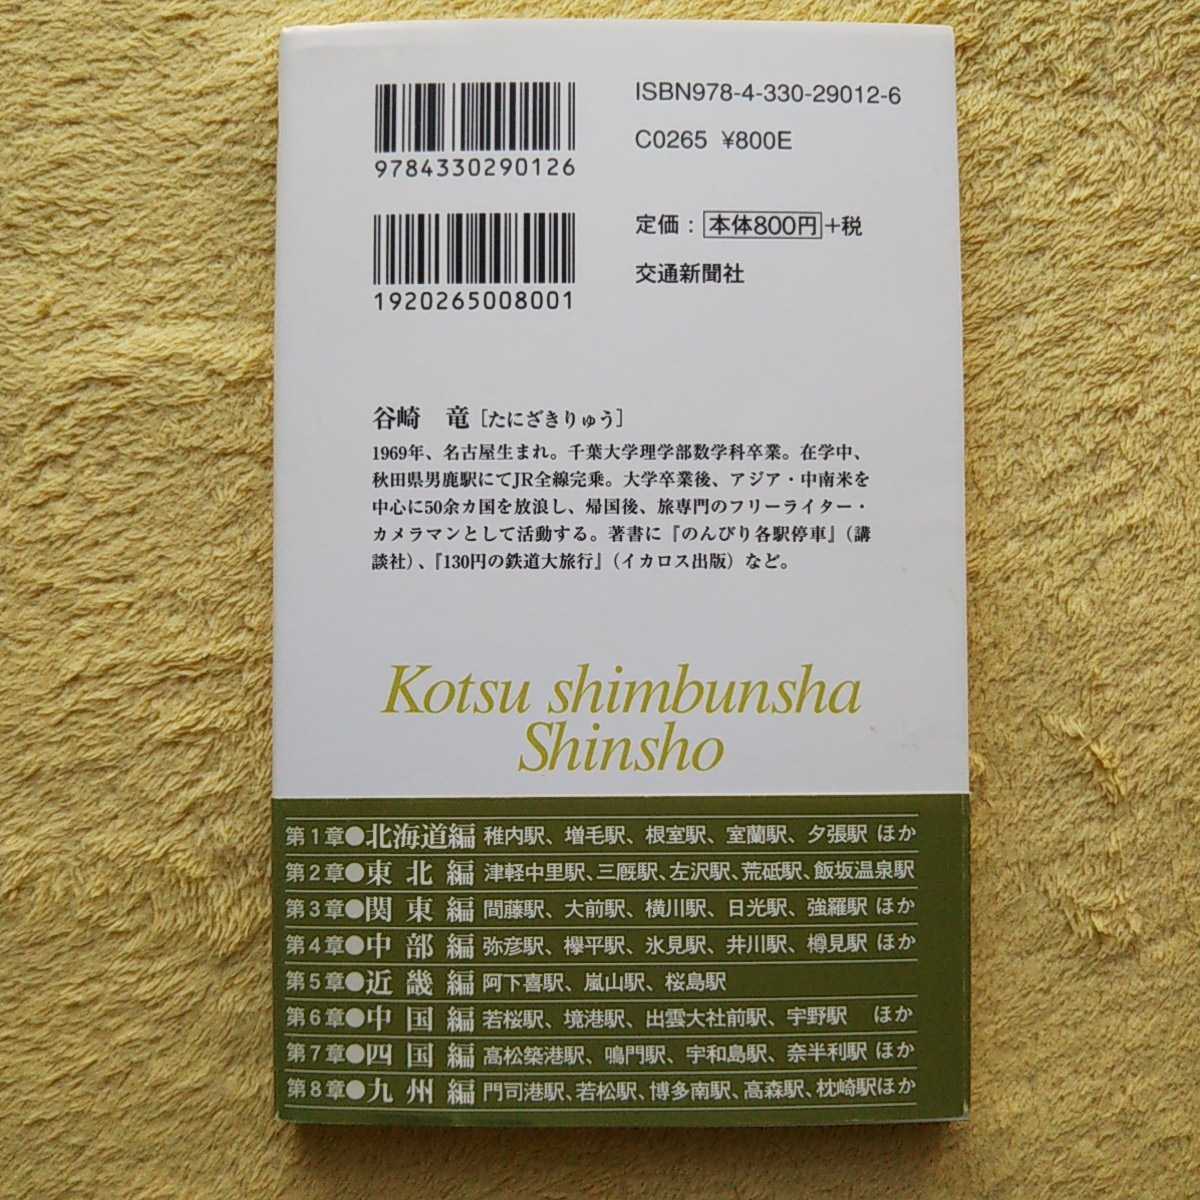 ISBN978-4-330-29012-6
C0265 ¥800E
9784330290126
定価：本体800円+税
交通新聞社
1920265008001
谷崎　竜［たにざきりゅう］
1969年、名古屋生まれ。千葉大学理学部数学科卒業。在学中、
秋田県男鹿駅にてJR全線完乗。大学卒業後、アジア・中南米を
中心に50余カ国を放浪し、帰国後、旅専門のフリーライター・
カメラマンとして活動する。著書に『のんびり各駅停車』（講
談社）、『130円の鉄道大旅行』（イカロス出版）など。
Kotsu shimbunsha
Shinsho
第1章●北海道編 稚内駅、増毛駅、根室駅、室蘭駅、夕張駅 ほか
第2章●東北編 津軽中里駅、三厩駅、左沢駅、荒砥駅、飯坂温泉駅
第3章●関東編 間藤駅、大前駅、横川駅、日光駅、強羅駅 ほか
第4章●中部編 弥彦駅、欅平駅、氷見駅、井川駅、樽見駅 ほか
第5章●近畿編 阿下喜駅、嵐山駅、桜島駅
第6章●中国編 若桜駅、境港駅、出雲大社前駅、宇野駅 ほか
第7章●四国編 高松築港駅、鳴門駅、宇和島駅、奈半利駅 ほか
第8章●九州編 門司港駅、若松駅、博多南駅、高森駅、枕崎駅ほか